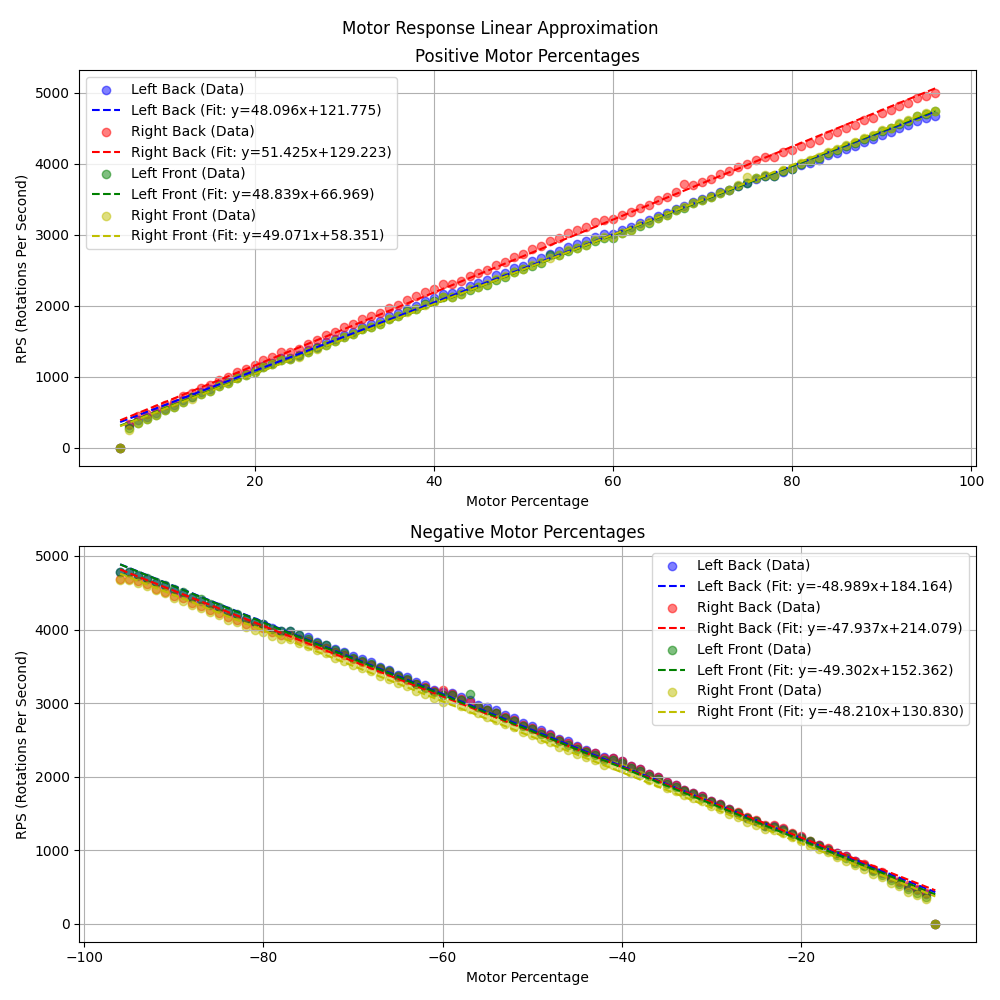 Motor Response Linear Approximation
Positive Motor Percentages
Left Back (Data)
Left Back (Fit: y=48.096x+121.775)
Right Back (Data)
Right Back (Fit: y=51.425x+129.223)
Left Front (Data)
Left Front (Fit: y=48.839x+66.969)
Right Front (Data)
Right Front (Fit: y=49.071x+58.351)
5000
4000
3000
2000
1000
0
RPS (Rotations Per Second)
20 40 60 80 100
Motor Percentage
Negative Motor Percentages
Left Back (Data)
Left Back (Fit: y=-48.989x+184.164)
Right Back (Data)
Right Back (Fit: y=-47.937x+214.079)
Left Front (Data)
Left Front (Fit: y=-49.302x+152.362)
Right Front (Data)
Right Front (Fit: y=-48.210x+130.830)
5000
4000
3000
2000
1000
0
RPS (Rotations Per Second)
−100 −80 −60 −40 −20
Motor Percentage